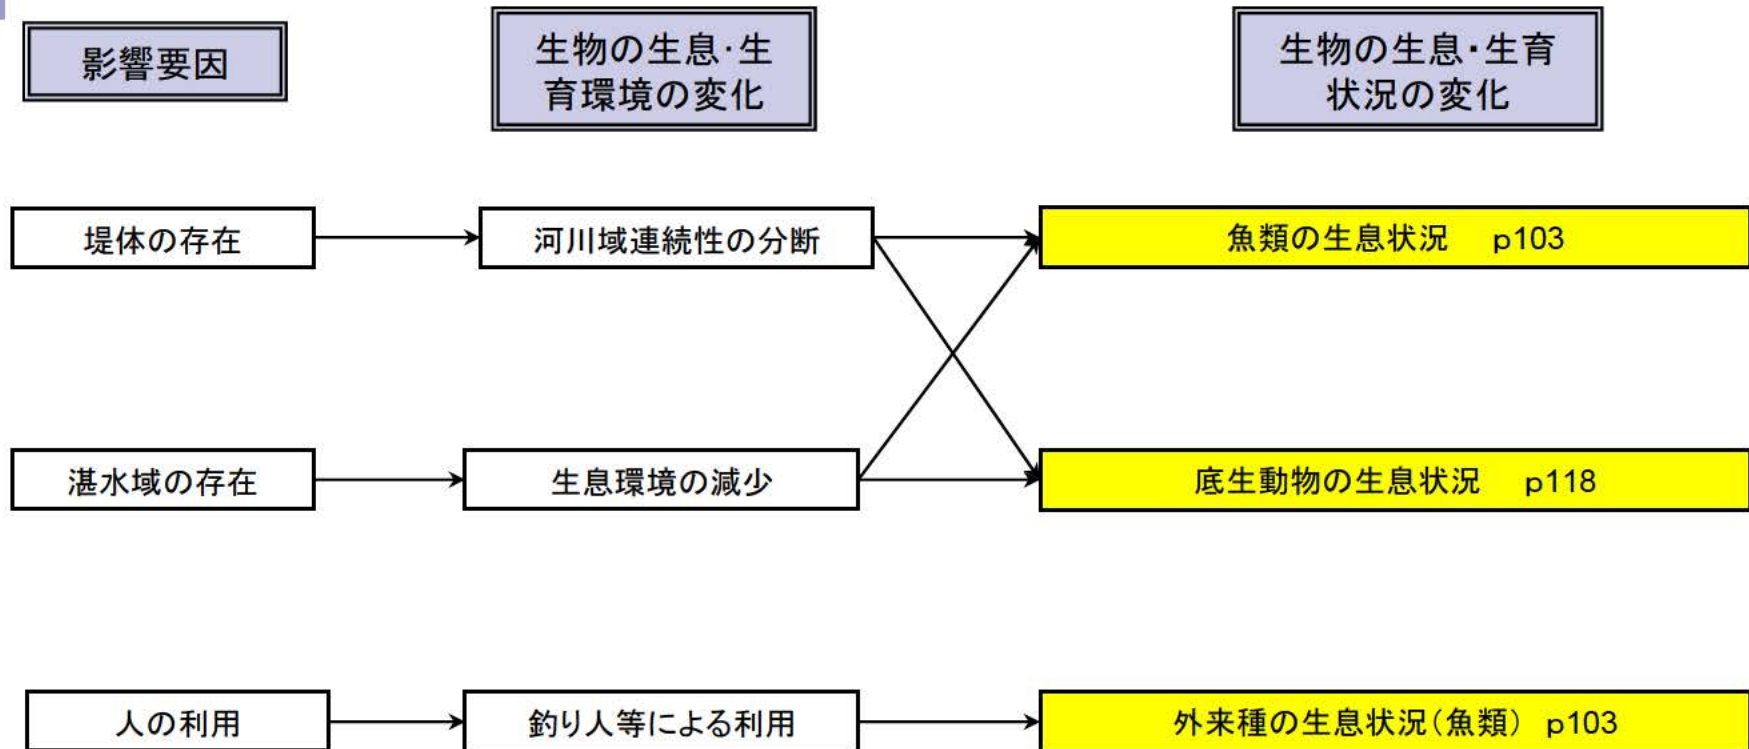 影響要因
生物の生息・生
育環境の変化
生物の生息・生育
状況の変化
堤体の存在
河川域連続性の分断
魚類の生息状況 p103
湛水域の存在
生息環境の減少
底生動物の生息状況 p118
人の利用
釣り人等による利用
外来種の生息状況(魚類) p103